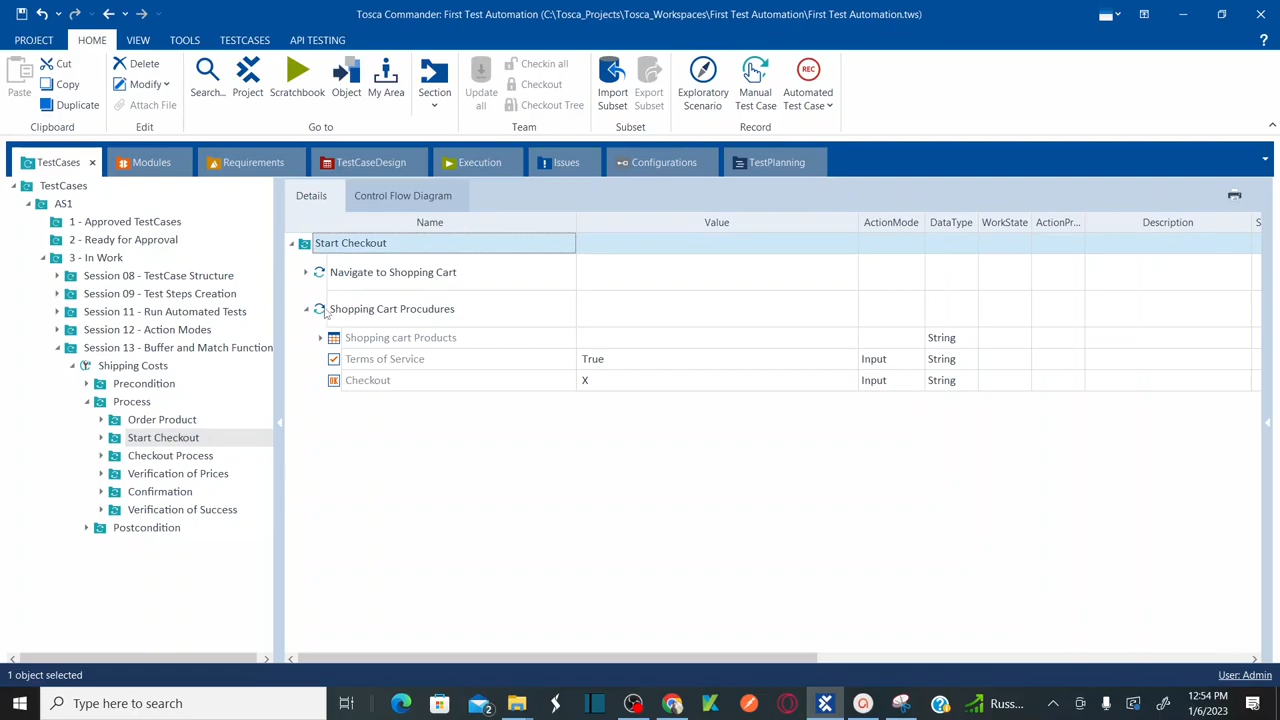 Tosca Commander: First Test Automation (C:\Tosca_Projects\Tosca_Workspaces\First Test Automation\First Test Automation.tws)
PROJECT HOME VIEW TOOLS TESTCASES API TESTING
Paste Cut Copy Duplicate
Clipboard
Delete Modify Attach File
Edit
Search... Project Scratchbook Object My Area Section
Go to
Update all Checkin all Checkout Checkout Tree
Team
Import Subset Export Subset
Subset
Exploratory Scenario Manual Test Case REC Automated Test Case
Record
TestCases Modules Requirements TestCaseDesign Execution Issues Configurations TestPlanning
TestCases
AS1
1 - Approved TestCases
2 - Ready for Approval
3 - In Work
Session 08 - TestCase Structure
Session 09 - Test Steps Creation
Session 11 - Run Automated Tests
Session 12 - Action Modes
Session 13 - Buffer and Match Function
Shipping Costs
Precondition
Process
Order Product
Start Checkout
Checkout Process
Verification of Prices
Confirmation
Verification of Success
Postcondition
Details Control Flow Diagram
Name Value ActionMode DataType WorkState ActionPr... Description S
Start Checkout
Navigate to Shopping Cart
Shopping Cart Procudures
Shopping cart Products String
Terms of Service True Input String
OK Checkout X Input String
1 object selected User: Admin
Type here to search 2 Russ... 12:54 PM
1/6/2023